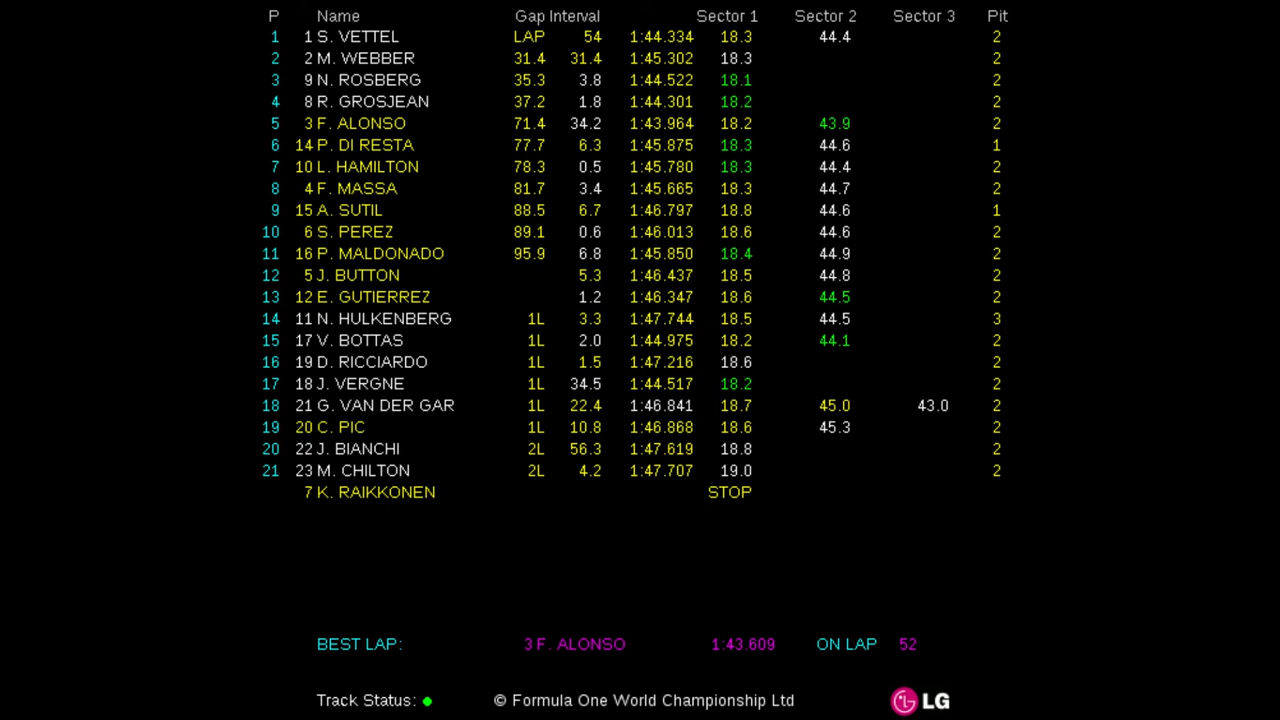 P Name Gap Interval Sector 1 Sector 2 Sector 3 Pit
1 1 S. VETTEL LAP 54 1:44.334 18.3 44.4 2
2 2 M. WEBBER 31.4 31.4 1:45.302 18.3 2
3 9 N. ROSBERG 35.3 3.8 1:44.522 18.1 2
4 8 R. GROSJEAN 37.2 1.8 1:44.301 18.2 2
5 3 F. ALONSO 71.4 34.2 1:43.964 18.2 43.9 2
6 14 P. DI RESTA 77.7 6.3 1:45.875 18.3 44.6 1
7 10 L. HAMILTON 78.3 0.5 1:45.780 18.3 44.4 2
8 4 F. MASSA 81.7 3.4 1:45.665 18.3 44.7 2
9 15 A. SUTIL 88.5 6.7 1:46.797 18.8 44.6 1
10 6 S. PEREZ 89.1 0.6 1:46.013 18.6 44.6 2
11 16 P. MALDONADO 95.9 6.8 1:45.850 18.4 44.9 2
12 5 J. BUTTON 5.3 1:46.437 18.5 44.8 2
13 12 E. GUTIERREZ 1.2 1:46.347 18.6 44.5 2
14 11 N. HULKENBERG 1L 3.3 1:47.744 18.5 44.5 3
15 17 V. BOTTAS 1L 2.0 1:44.975 18.2 44.1 2
16 19 D. RICCIARDO 1L 1.5 1:47.216 18.6 2
17 18 J. VERGNE 1L 34.5 1:44.517 18.2 2
18 21 G. VAN DER GAR 1L 22.4 1:46.841 18.7 45.0 43.0 2
19 20 C. PIC 1L 10.8 1:46.868 18.6 45.3 2
20 22 J. BIANCHI 2L 56.3 1:47.619 18.8 2
21 23 M. CHILTON 2L 4.2 1:47.707 19.0 2
7 K. RAIKKONEN STOP
BEST LAP: 3 F. ALONSO 1:43.609 ON LAP 52
Track Status: © Formula One World Championship Ltd LG